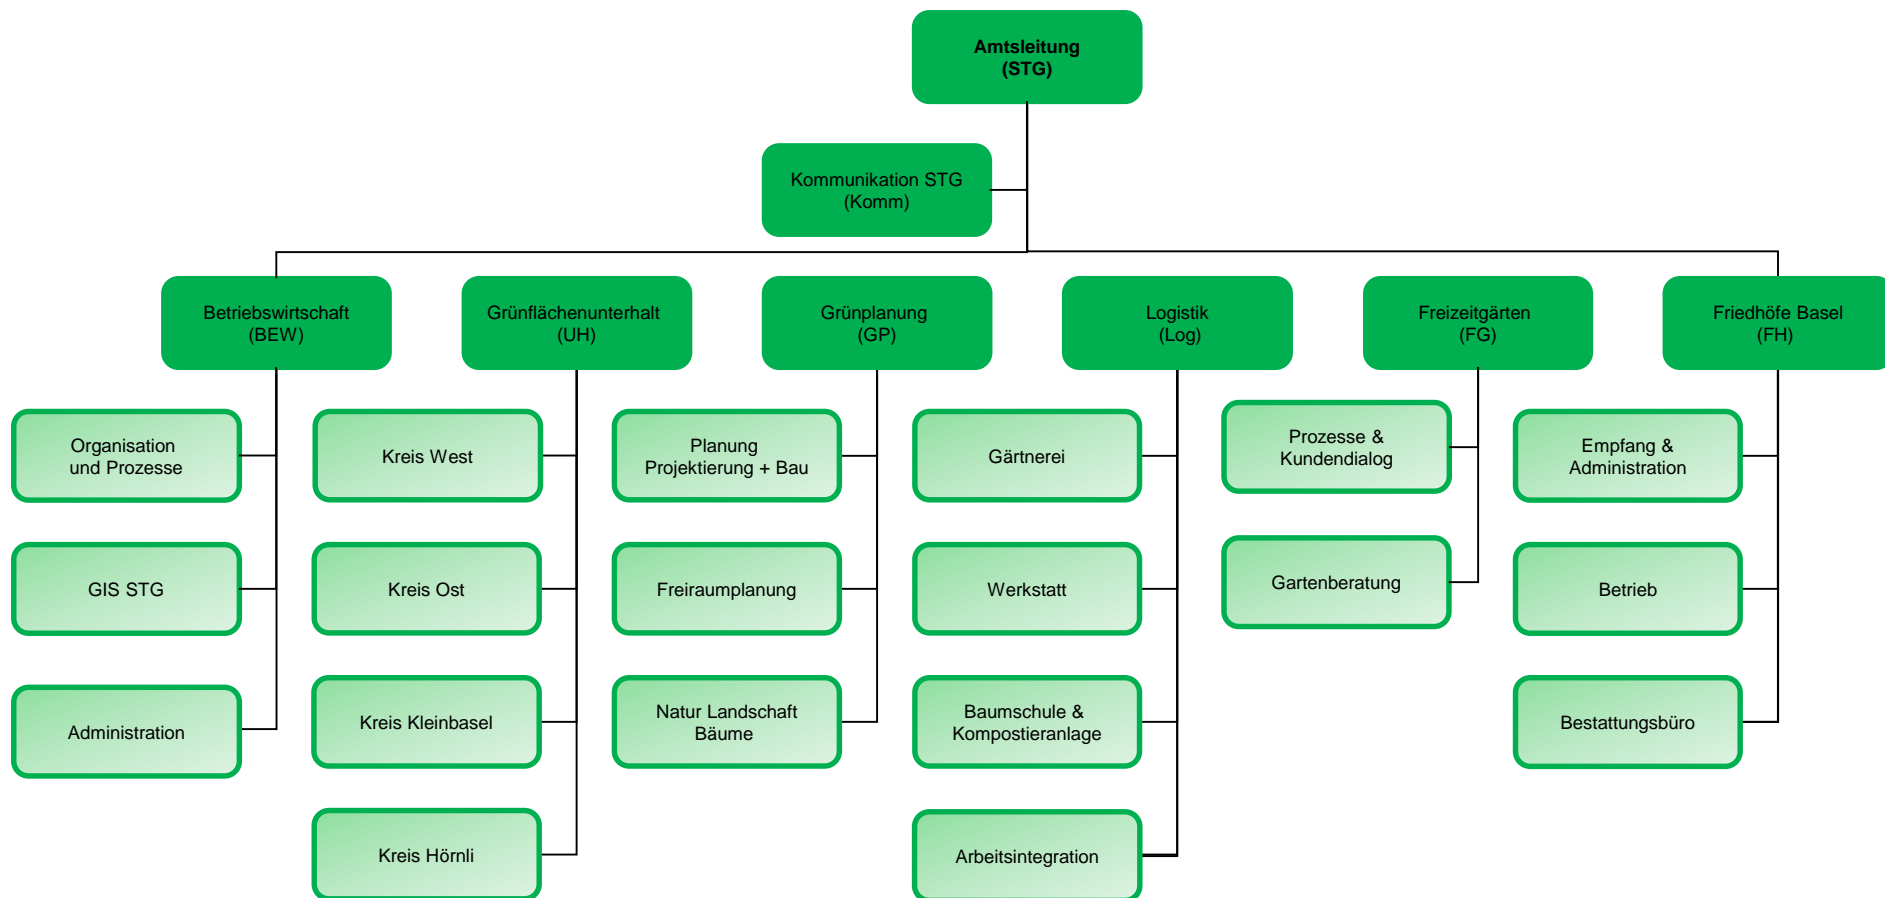 Amtsleitung
(STG)
Kommunikation STG
(Komm)
Betriebswirtschaft
(BEW)
Grünflächenunterhalt
(UH)
Grünplanung
(GP)
Logistik
(Log)
Freizeitgärten
(FG)
Friedhöfe Basel
(FH)
Organisation
und Prozesse
GIS STG
Administration
Kreis West
Kreis Ost
Kreis Kleinbasel
Kreis Hörnli
Planung
Projektierung + Bau
Freiraumplanung
Natur Landschaft
Bäume
Gärtnerei
Werkstatt
Baumschule &
Kompostieranlage
Arbeitsintegration
Prozesse &
Kundendialog
Gartenberatung
Empfang &
Administration
Betrieb
Bestattungsbüro